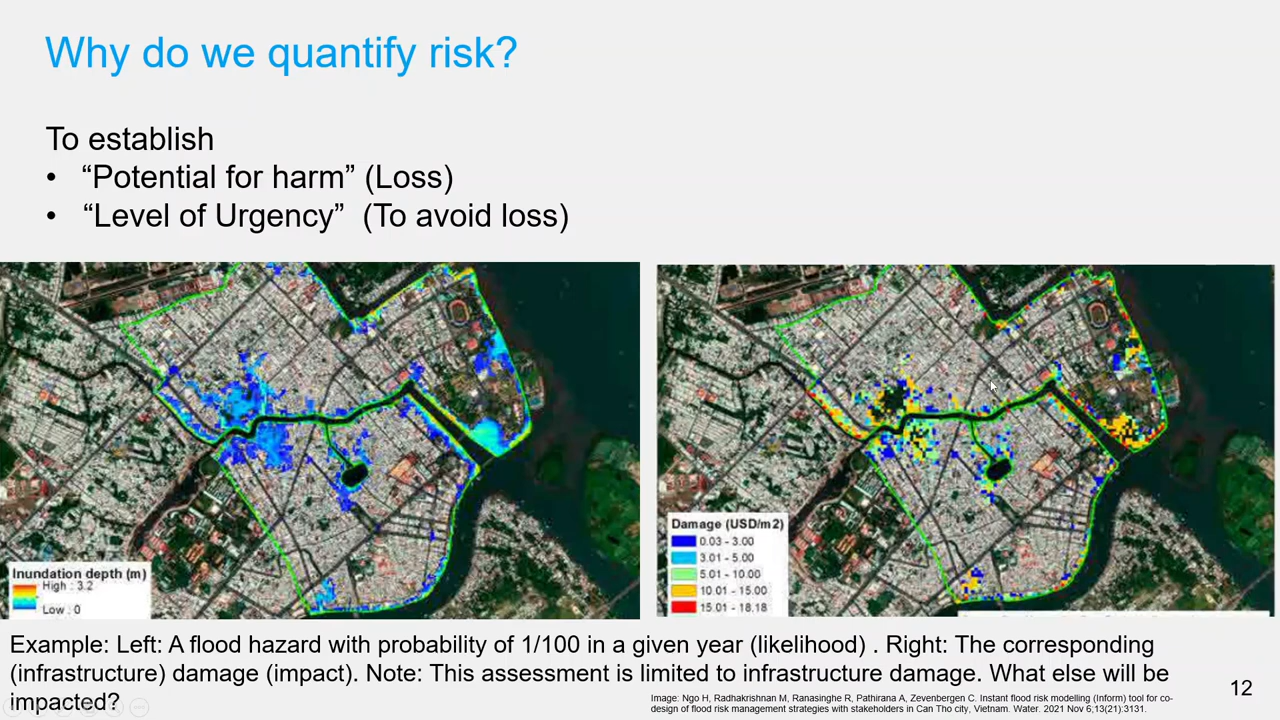 Why do we quantify risk?
To establish
• “Potential for harm” (Loss)
• “Level of Urgency” (To avoid loss)
Inundation depth (m)
High : 3.2
Low : 0
Damage (USD/m2)
0.03 - 3.00
3.01 - 5.00
5.01 - 10.00
10.01 - 15.00
15.01 - 18.18
Example: Left: A flood hazard with probability of 1/100 in a given year (likelihood) . Right: The corresponding
(infrastructure) damage (impact). Note: This assessment is limited to infrastructure damage. What else will be
impacted?
Image: Ngo H, Radhakrishnan M, Ranasinghe R, Pathirana A, Zevenbergen C. Instant flood risk modelling (Inform) tool for co-
design of flood risk management strategies with stakeholders in Can Tho city, Vietnam. Water. 2021 Nov 6;13(21):3131.
12